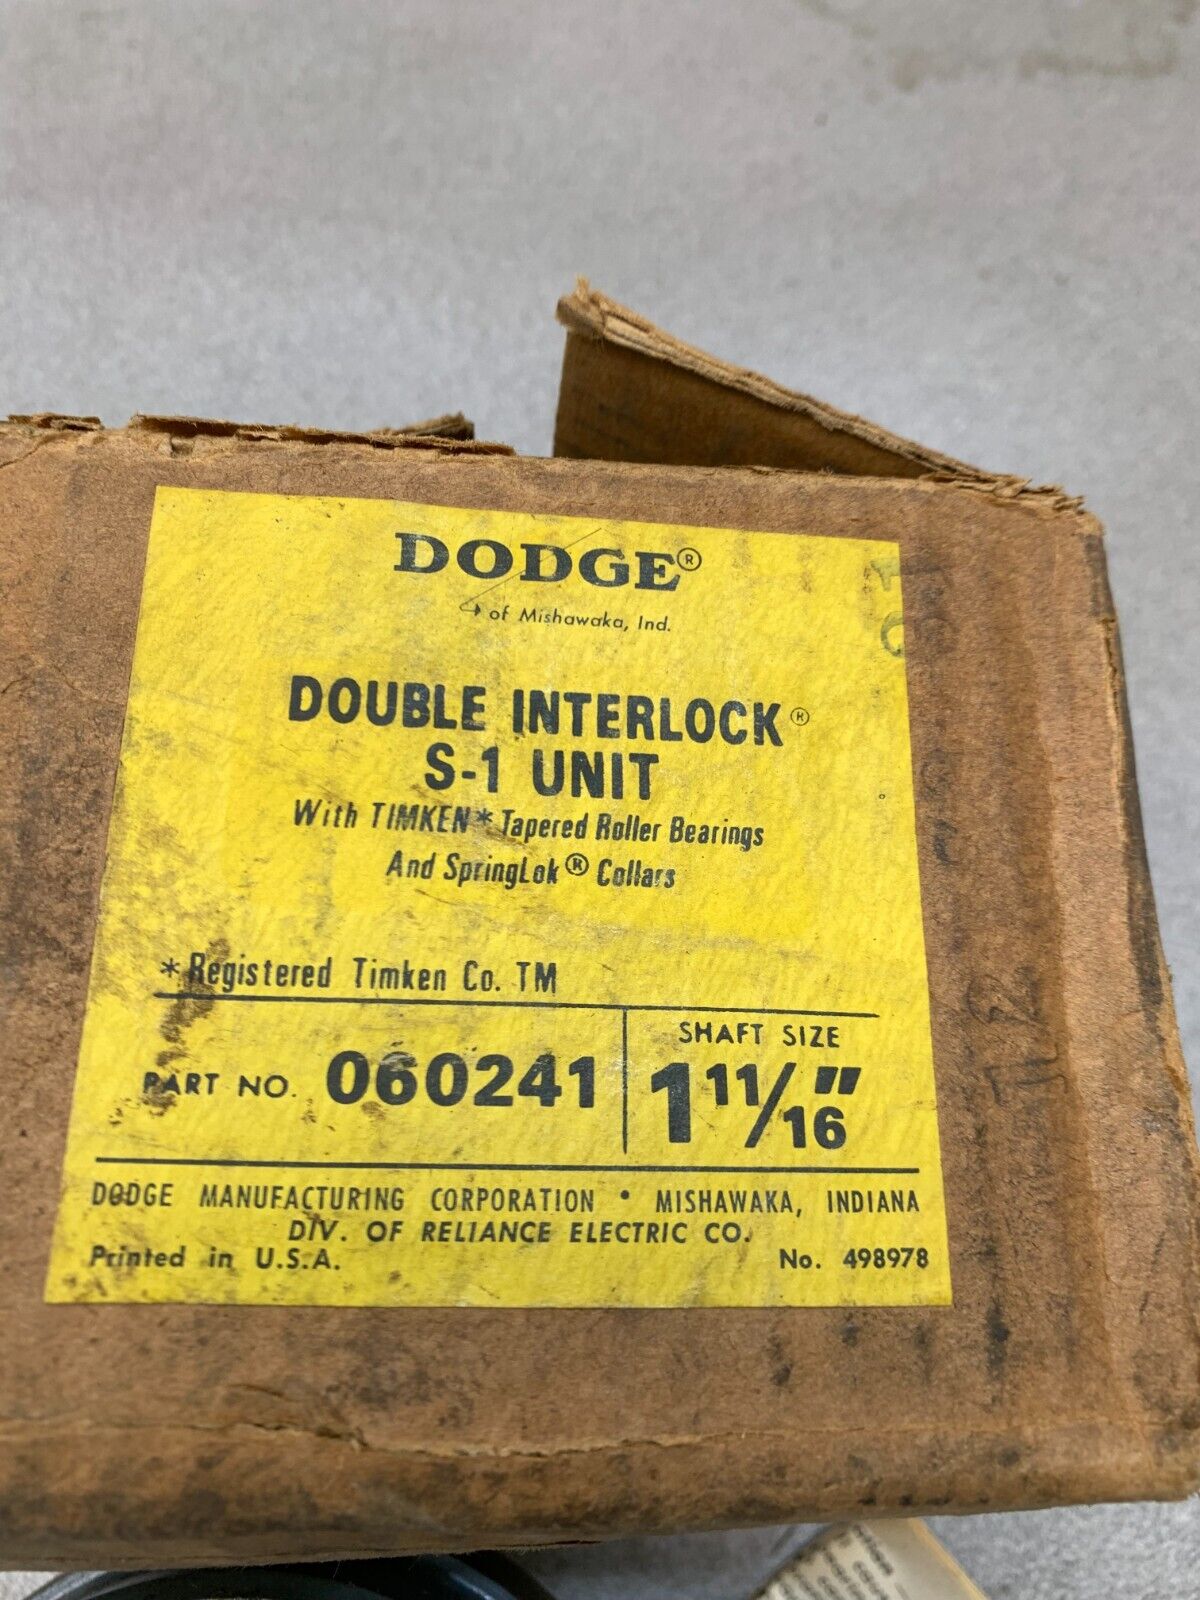 DODGE®
of Mishawaka, Ind.
DOUBLE INTERLOCK®
S-1 UNIT
With TIMKEN* Tapered Roller Bearings
And SpringLok® Collars
* Registered Timken Co. TM
PART NO. 060241
SHAFT SIZE
1 11/16"
DODGE MANUFACTURING CORPORATION • MISHAWAKA, INDIANA
DIV. OF RELIANCE ELECTRIC CO.
Printed in U.S.A. No. 498978